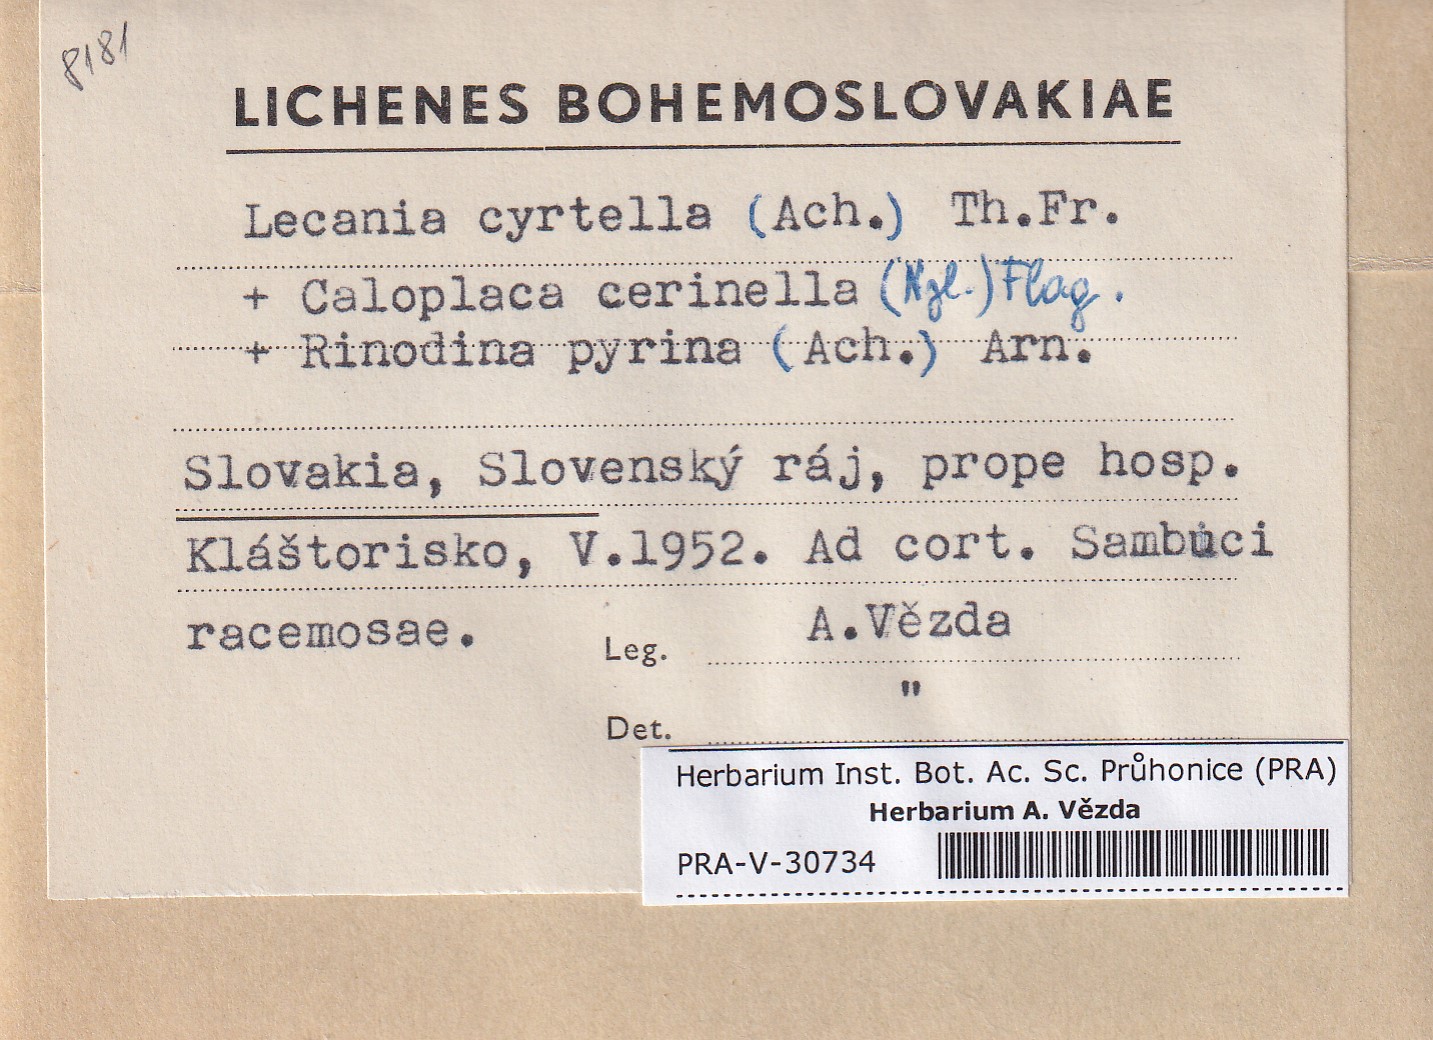 8181
LICHENES BOHEMOSLOVAKIAE
Lecania cyrtella (Ach.) Th.Fr.
+ Caloplaca cerinella (Nyl.) Flag.
+ Rinodina pyrina (Ach.) Arn.
Slovakia, Slovenský ráj, prope hosp.
Kláštorisko, V.1952. Ad cort. Sambuci
racemosae.
Leg. A.Vězda
Det. "
Herbarium Inst. Bot. Ac. Sc. Průhonice (PRA)
Herbarium A. Vězda
PRA-V-30734